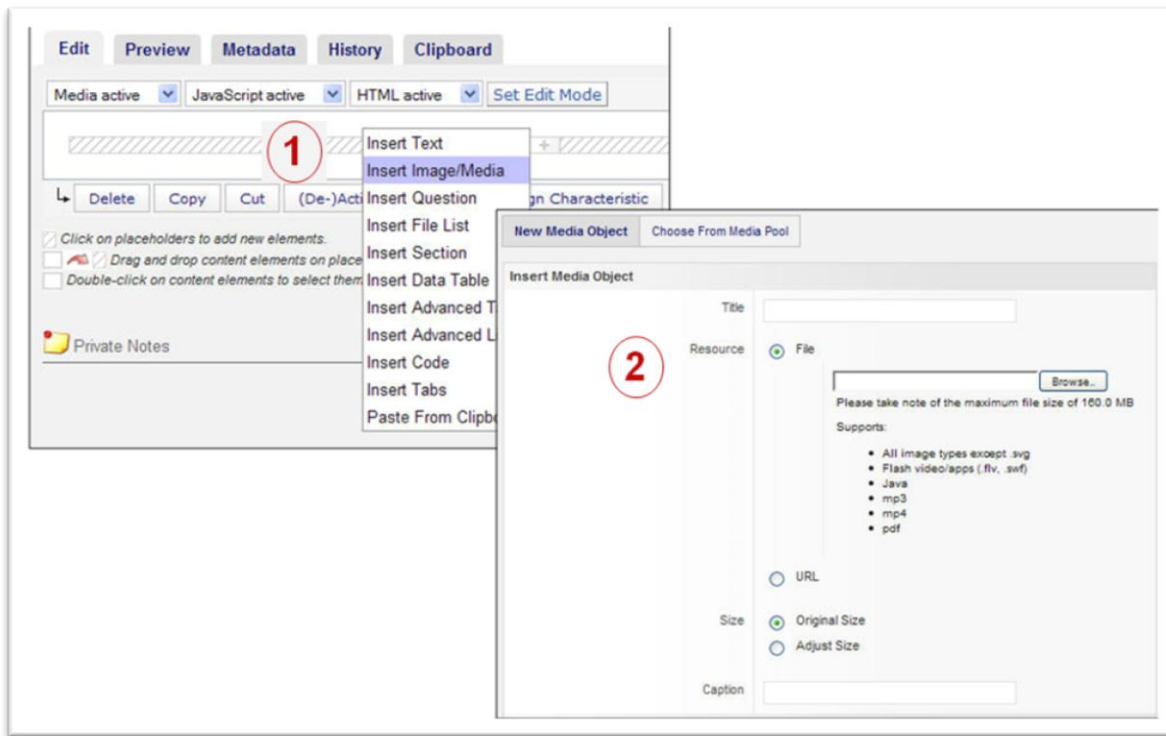 Edit Preview Metadata History Clipboard
Media active JavaScript active HTML active Set Edit Mode
1
Insert Text
Insert Image/Media
Insert Question
Insert File List
Insert Section
Insert Data Table
Insert Advanced T
Insert Advanced Li
Insert Code
Insert Tabs
Paste From Clipbo
Delete Copy Cut (De-)Acti gn Characteristic
Click on placeholders to add new elements.
Drag and drop content elements on place
Double-click on content elements to select them
Private Notes
New Media Object Choose From Media Pool
Insert Media Object
Title
2
Resource File
Browse..
Please take note of the maximum file size of 160.0 MB
Supports:
• All image types except .svg
• Flash video/apps (.flv, .swf)
• Java
• mp3
• mp4
• pdf
URL
Size Original Size
Adjust Size
Caption